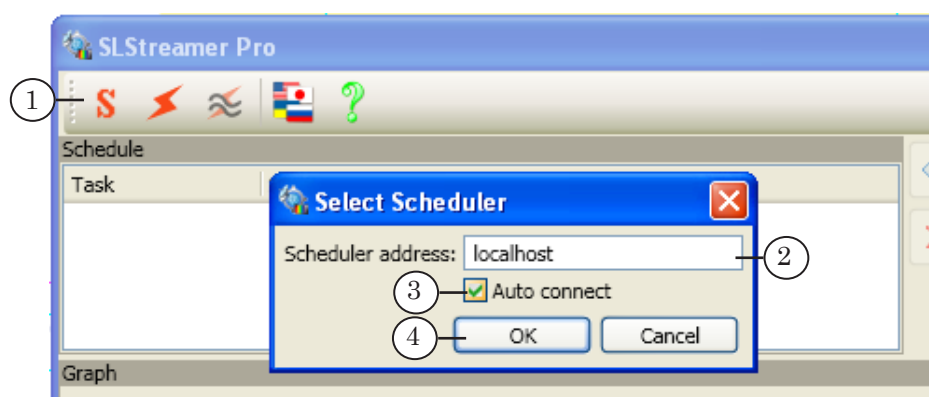 SLStreamer Pro
1
S
?
Schedule
Task
Select Scheduler
Scheduler address: localhost
2
3
Auto connect
4
OK Cancel
Graph